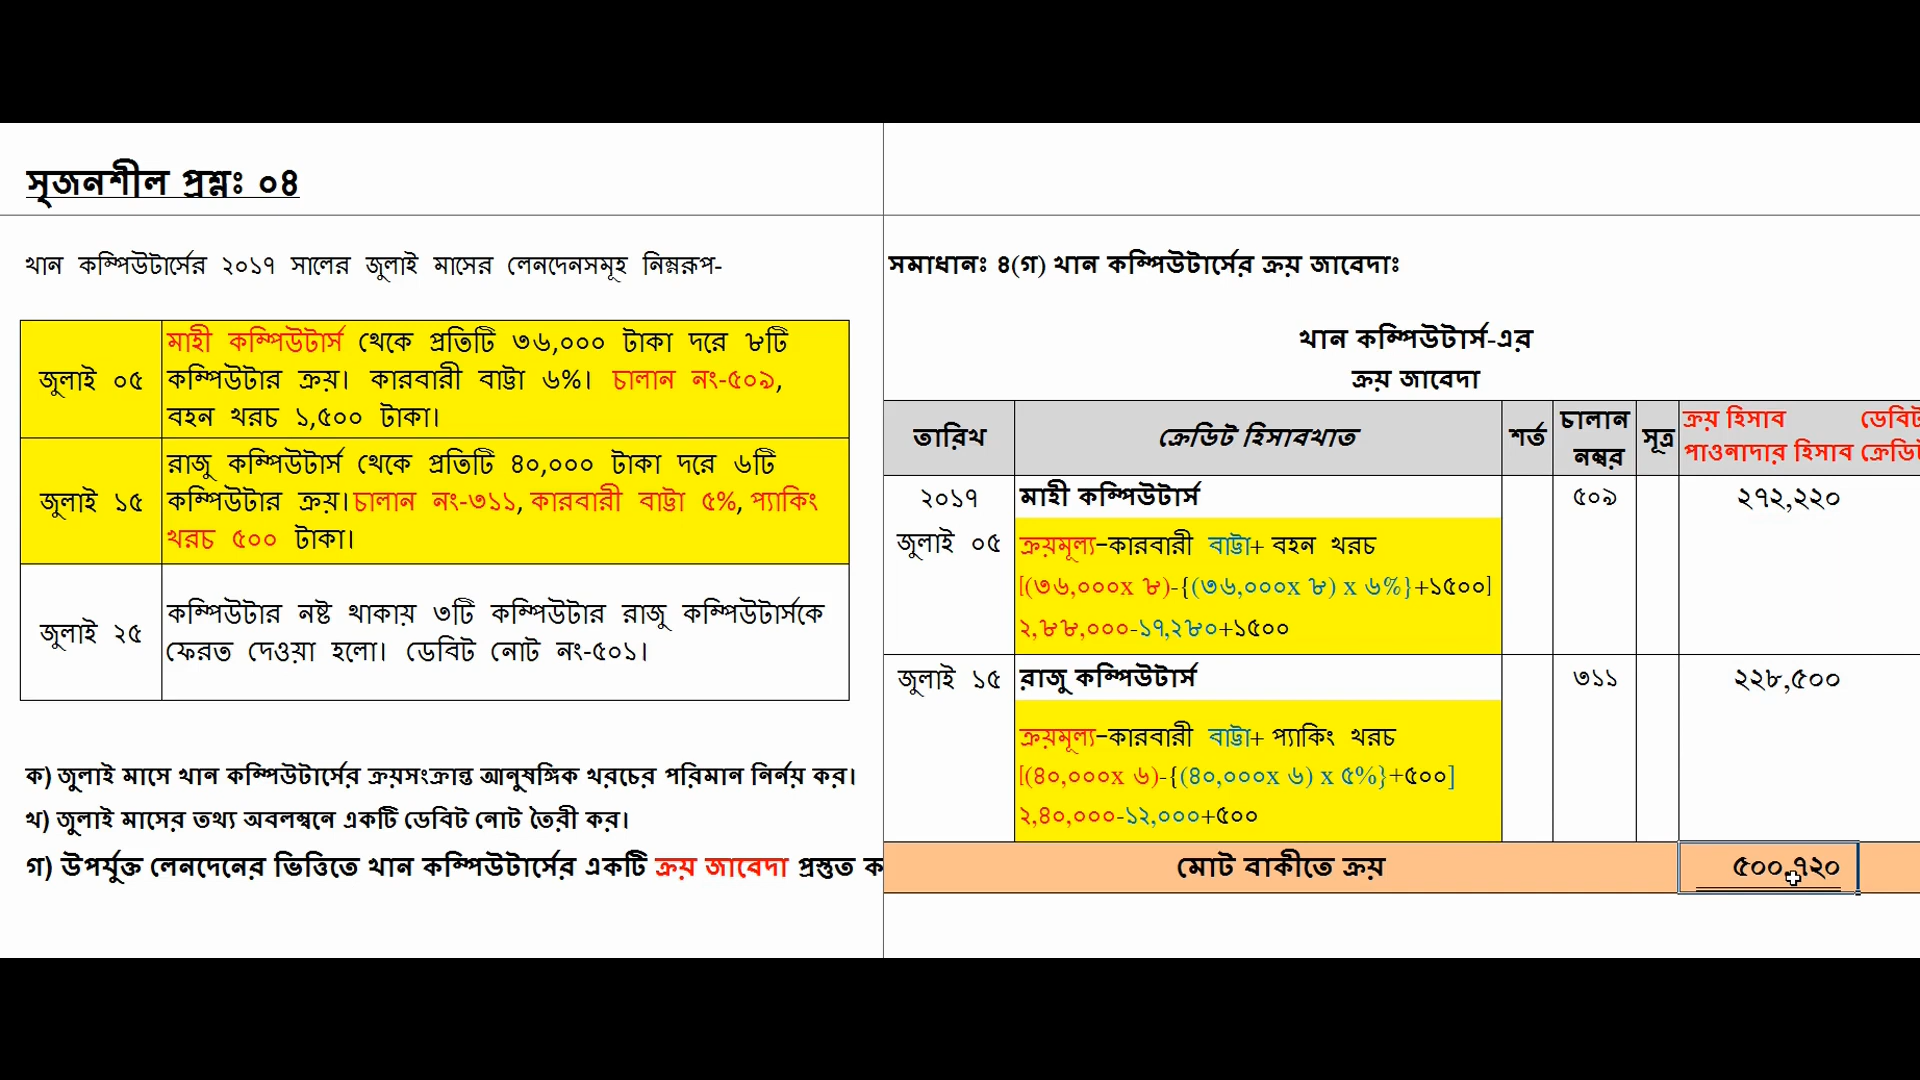 সৃজনশীল প্রশ্নঃ ০৪
খান কম্পিউটার্সের ২০১৭ সালের জুলাই মাসের লেনদেনসমূহ নিম্নরূপ-
জুলাই ০৫
মাহী কম্পিউটার্স থেকে প্রতিটি ৩৬,০০০ টাকা দরে ৮টি
কম্পিউটার ক্রয়। কারবারী বাট্টা ৬%। চালান নং-৫০৯,
বহন খরচ ১,৫০০ টাকা।
জুলাই ১৫
রাজু কম্পিউটার্স থেকে প্রতিটি ৪০,০০০ টাকা দরে ৬টি
কম্পিউটার ক্রয়। চালান নং-৩১১, কারবারী বাট্টা ৫%, প্যাকিং
খরচ ৫০০ টাকা।
জুলাই ২৫
কম্পিউটার নষ্ট থাকায় ৩টি কম্পিউটার রাজু কম্পিউটার্সকে
ফেরত দেওয়া হলো। ডেবিট নোট নং-৫০১।
ক) জুলাই মাসে খান কম্পিউটার্সের ক্রয়সংক্রান্ত আনুষঙ্গিক খরচের পরিমান নির্নয় কর।
খ) জুলাই মাসের তথ্য অবলম্বনে একটি ডেবিট নোট তৈরী কর।
গ) উপর্যুক্ত লেনদেনের ভিত্তিতে খান কম্পিউটার্সের একটি ক্রয় জাবেদা প্রস্তুত ক
সমাধানঃ ৪(গ) খান কম্পিউটার্সের ক্রয় জাবেদাঃ
খান কম্পিউটার্স-এর
ক্রয় জাবেদা
তারিখ
ক্রেডিট হিসাবখাত
শর্ত
চালান
নম্বর
সূত্র
ক্রয় হিসাব ডেবিট
পাওনাদার হিসাব ক্রেডিট
২০১৭
জুলাই ০৫
মাহী কম্পিউটার্স
৫০৯
২৭২,২২০
ক্রয়মূল্য-কারবারী বাট্টা+ বহন খরচ
[(৩৬,০০০x ৮)-{(৩৬,০০০x ৮) x ৬%}+১৫০০]
২,৮৮,০০০-১৭,২৮০+১৫০০
জুলাই ১৫
রাজু কম্পিউটার্স
৩১১
২২৮,৫০০
ক্রয়মূল্য-কারবারী বাট্টা+ প্যাকিং খরচ
[(৪০,০০০x ৬)-{(৪০,০০০x ৬) x ৫%}+৫০০]
২,৪০,০০০-১২,০০০+৫০০
মোট বাকীতে ক্রয়
৫০০,৭২০